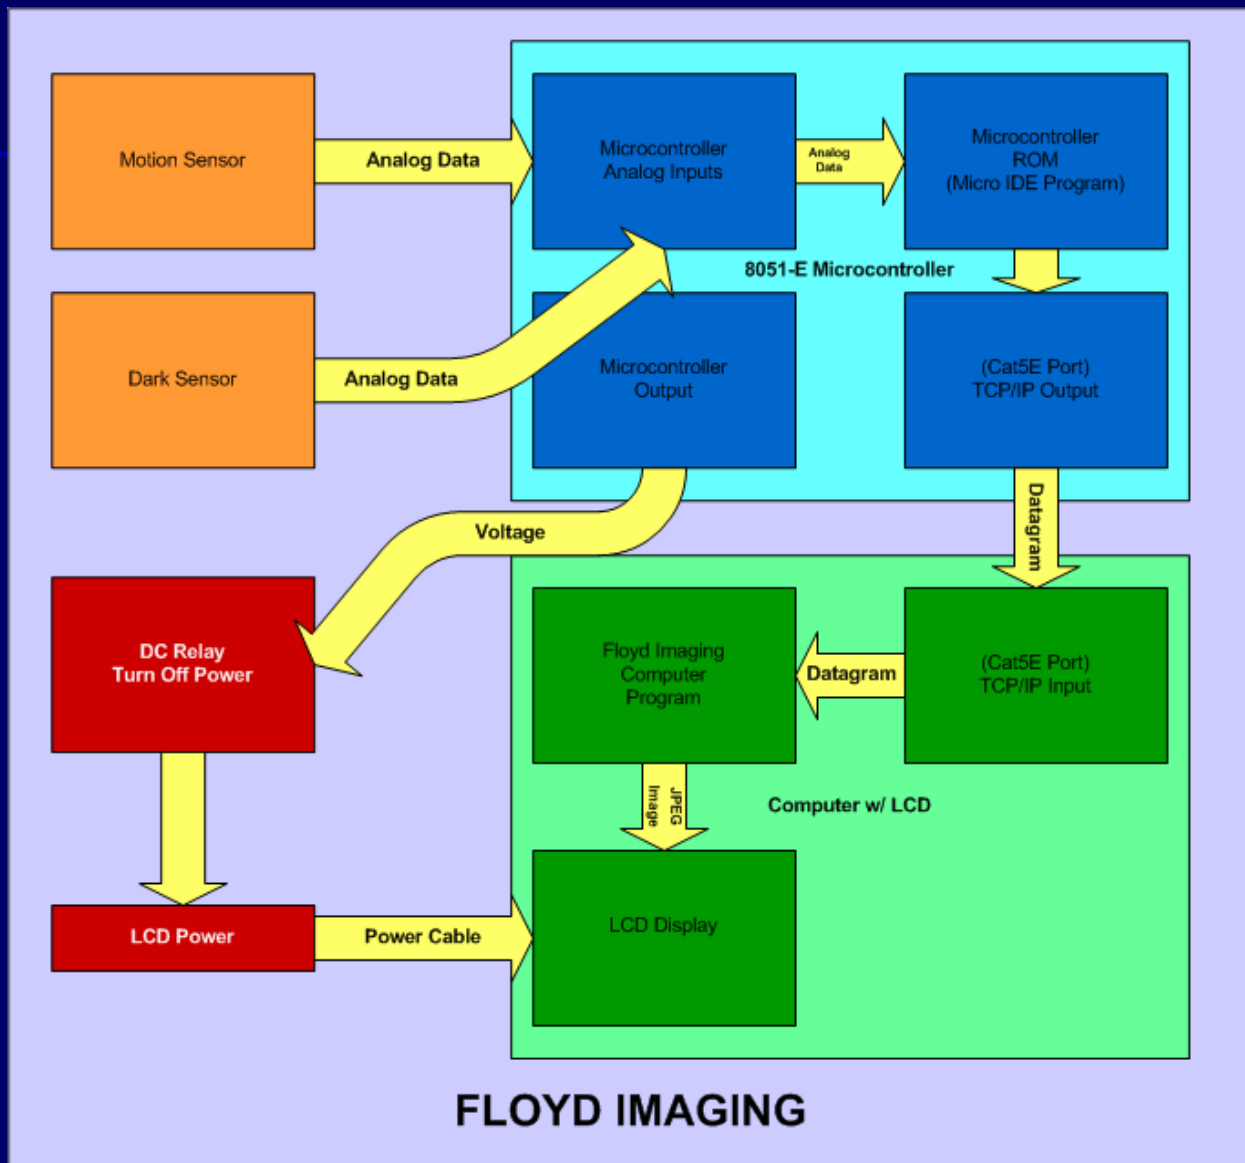 Motion Sensor
Analog Data
Microcontroller
Analog Inputs
Analog
Data
Microcontroller
ROM
(Micro IDE Program)
8051-E Microcontroller
Dark Sensor
Analog Data
Microcontroller
Output
(Cat5E Port)
TCP/IP Output
Voltage
Datagram
DC Relay
Turn Off Power
Floyd Imaging
Computer
Program
Datagram
(Cat5E Port)
TCP/IP Input
JPEG
Image
Computer w/ LCD
LCD Power
Power Cable
LCD Display
FLOYD IMAGING